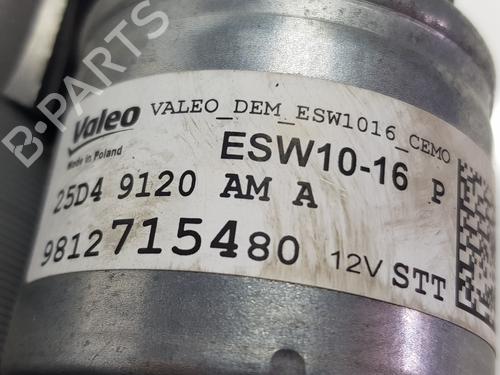 B-PARTS
Valeo
VALEO_DEM_ESW1016_CEMO
Made in Poland
ESW10-16 P
25D4 9120 AM A
9812715480 12V STT